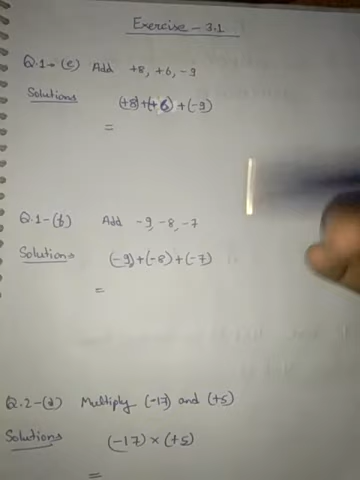 Exercise - 3.1
Q.1-(e) Add +8, +6, -9
Solutions
(+8)+(+6)+(-9)
=
Q.1-(f) Add -9, -8, -7
Solutions
(-9)+(-8)+(-7)
=
Q.2-(d) Multiply (-17) and (+5)
Solutions
(-17) × (+5)
=